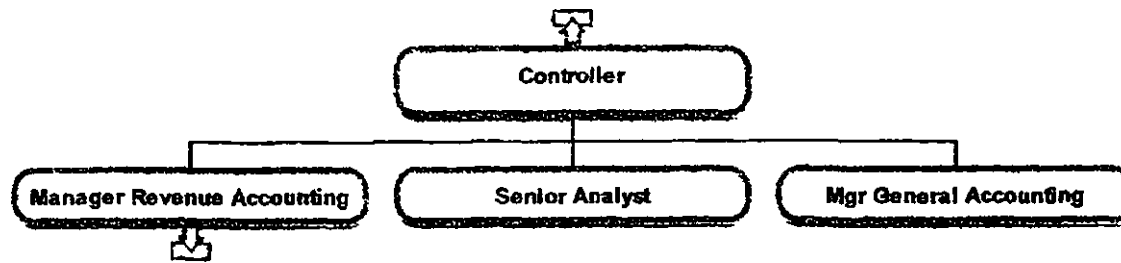 Controller
Manager Revenue Accounting
Senior Analyst
Mgr General Accounting